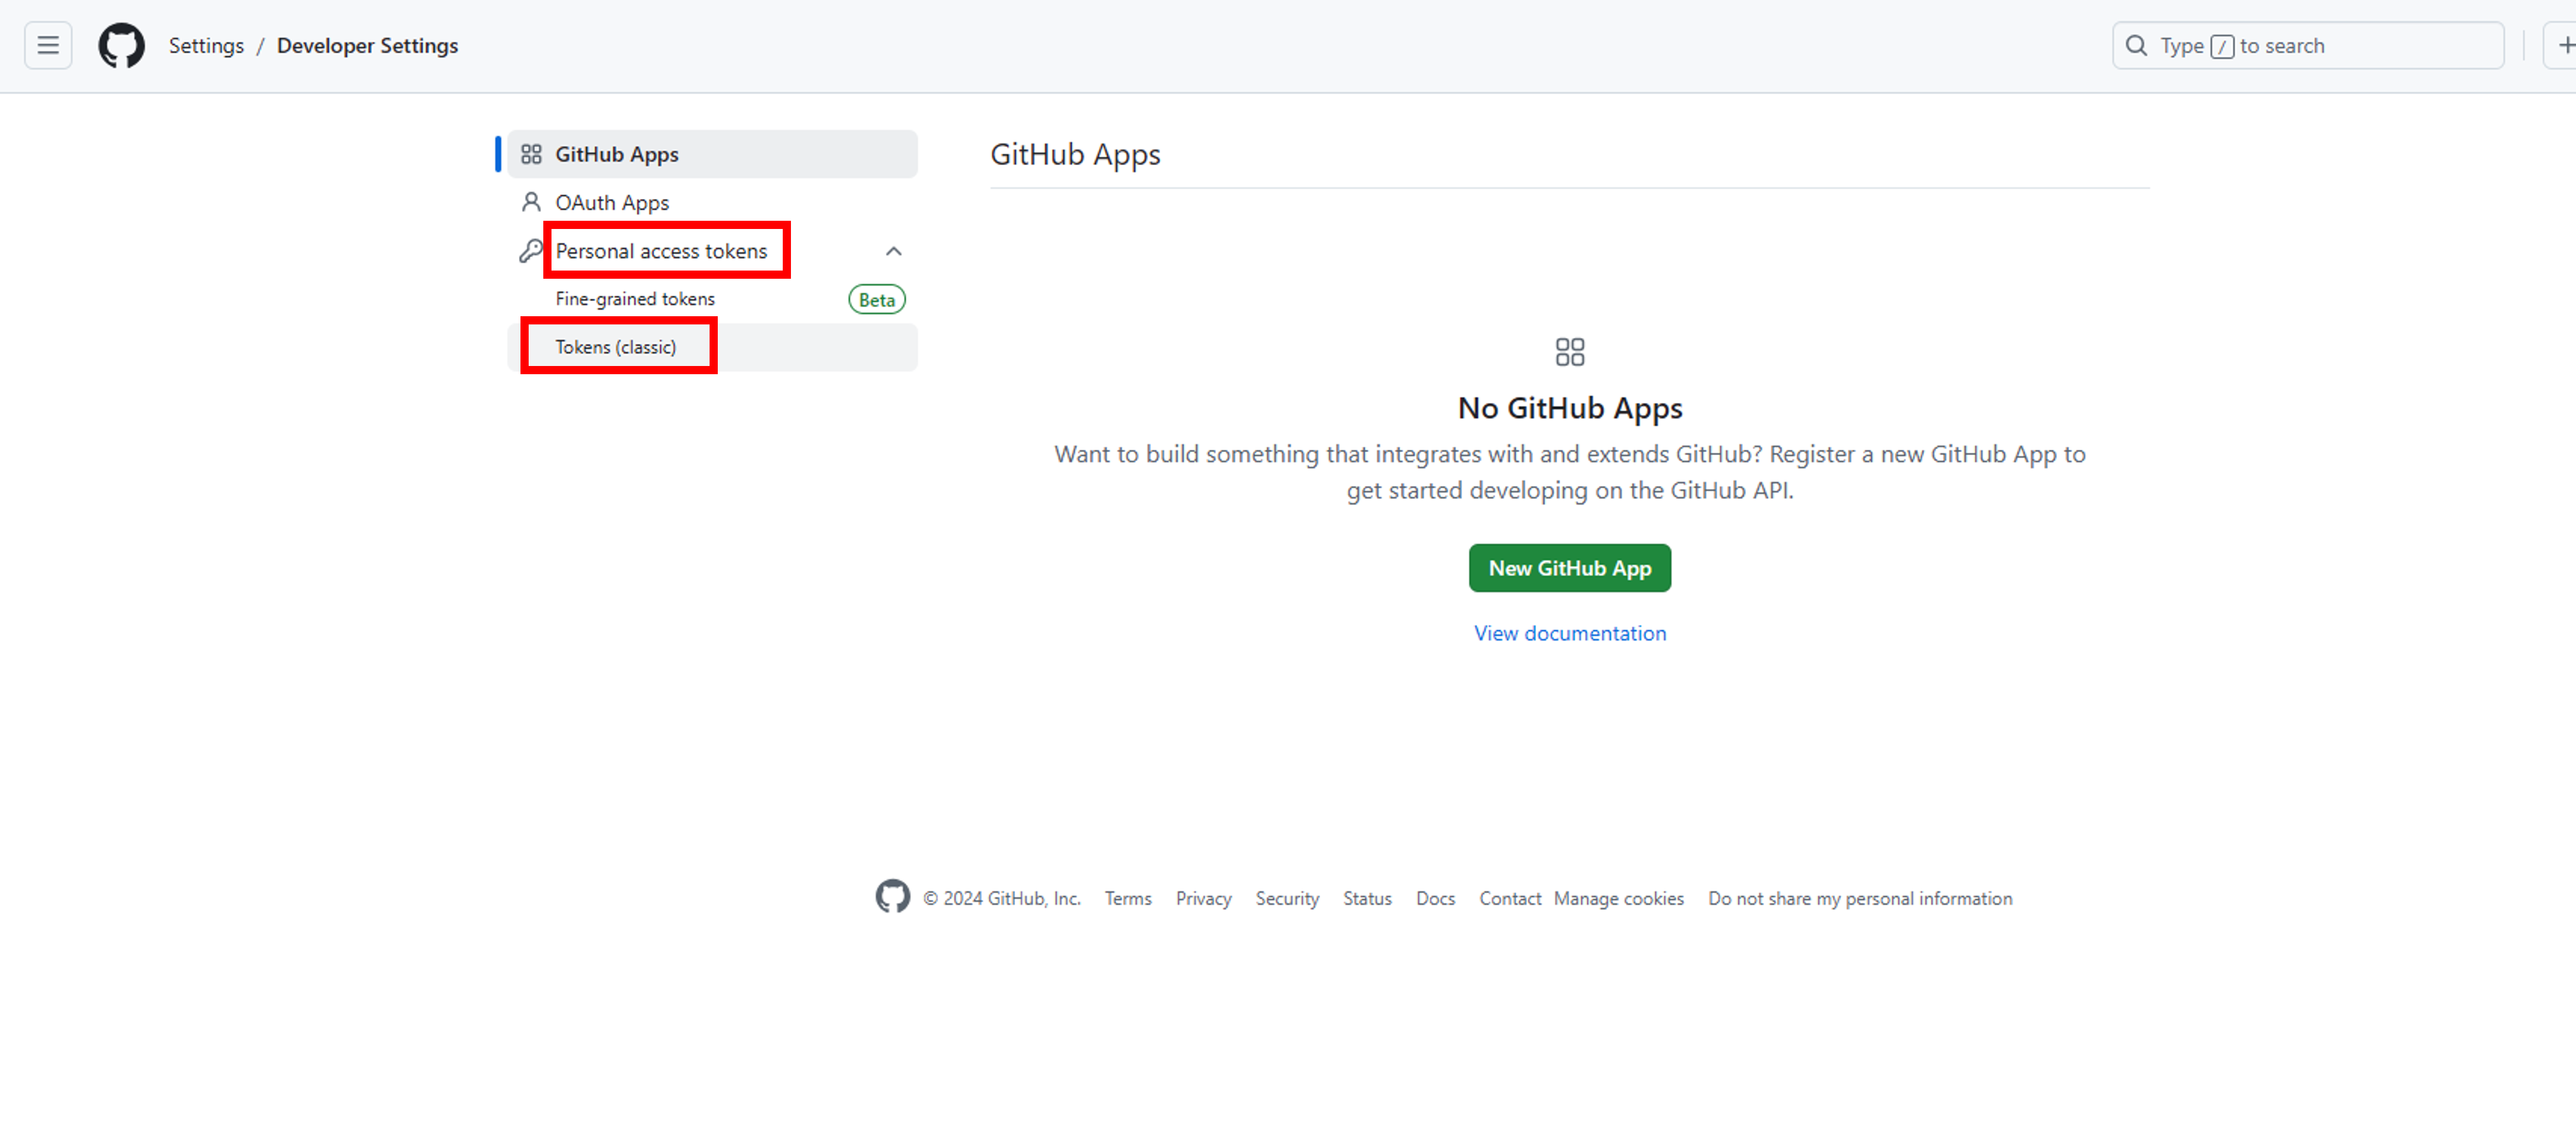 Settings / Developer Settings
Type / to search
GitHub Apps
OAuth Apps
Personal access tokens
Fine-grained tokens Beta
Tokens (classic)
GitHub Apps
No GitHub Apps
Want to build something that integrates with and extends GitHub? Register a new GitHub App to
get started developing on the GitHub API.
New GitHub App
View documentation
© 2024 GitHub, Inc. Terms Privacy Security Status Docs Contact Manage cookies Do not share my personal information